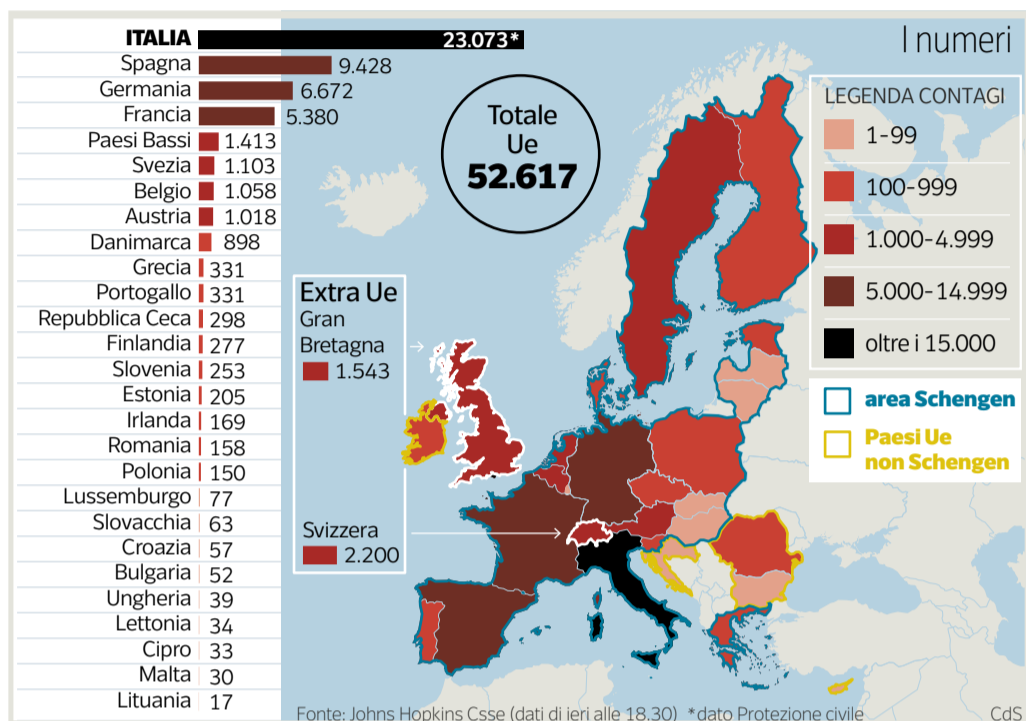 I numeri
ITALIA 23.073*
Spagna 9.428
Germania 6.672
Francia 5.380
Paesi Bassi 1.413
Svezia 1.103
Belgio 1.058
Austria 1.018
Danimarca 898
Grecia 331
Portogallo 331
Repubblica Ceca 298
Finlandia 277
Slovenia 253
Estonia 205
Irlanda 169
Romania 158
Polonia 150
Lussemburgo 77
Slovacchia 63
Croazia 57
Bulgaria 52
Ungheria 39
Lettonia 34
Cipro 33
Malta 30
Lituania 17
Totale
Ue
52.617
Extra Ue
Gran
Bretagna
1.543
Svizzera
2.200
LEGENDA CONTAGI
1-99
100-999
1.000-4.999
5.000-14.999
oltre i 15.000
area Schengen
Paesi Ue
non Schengen
Fonte: Johns Hopkins Csse (dati di ieri alle 18.30) *dato Protezione civile
CdS